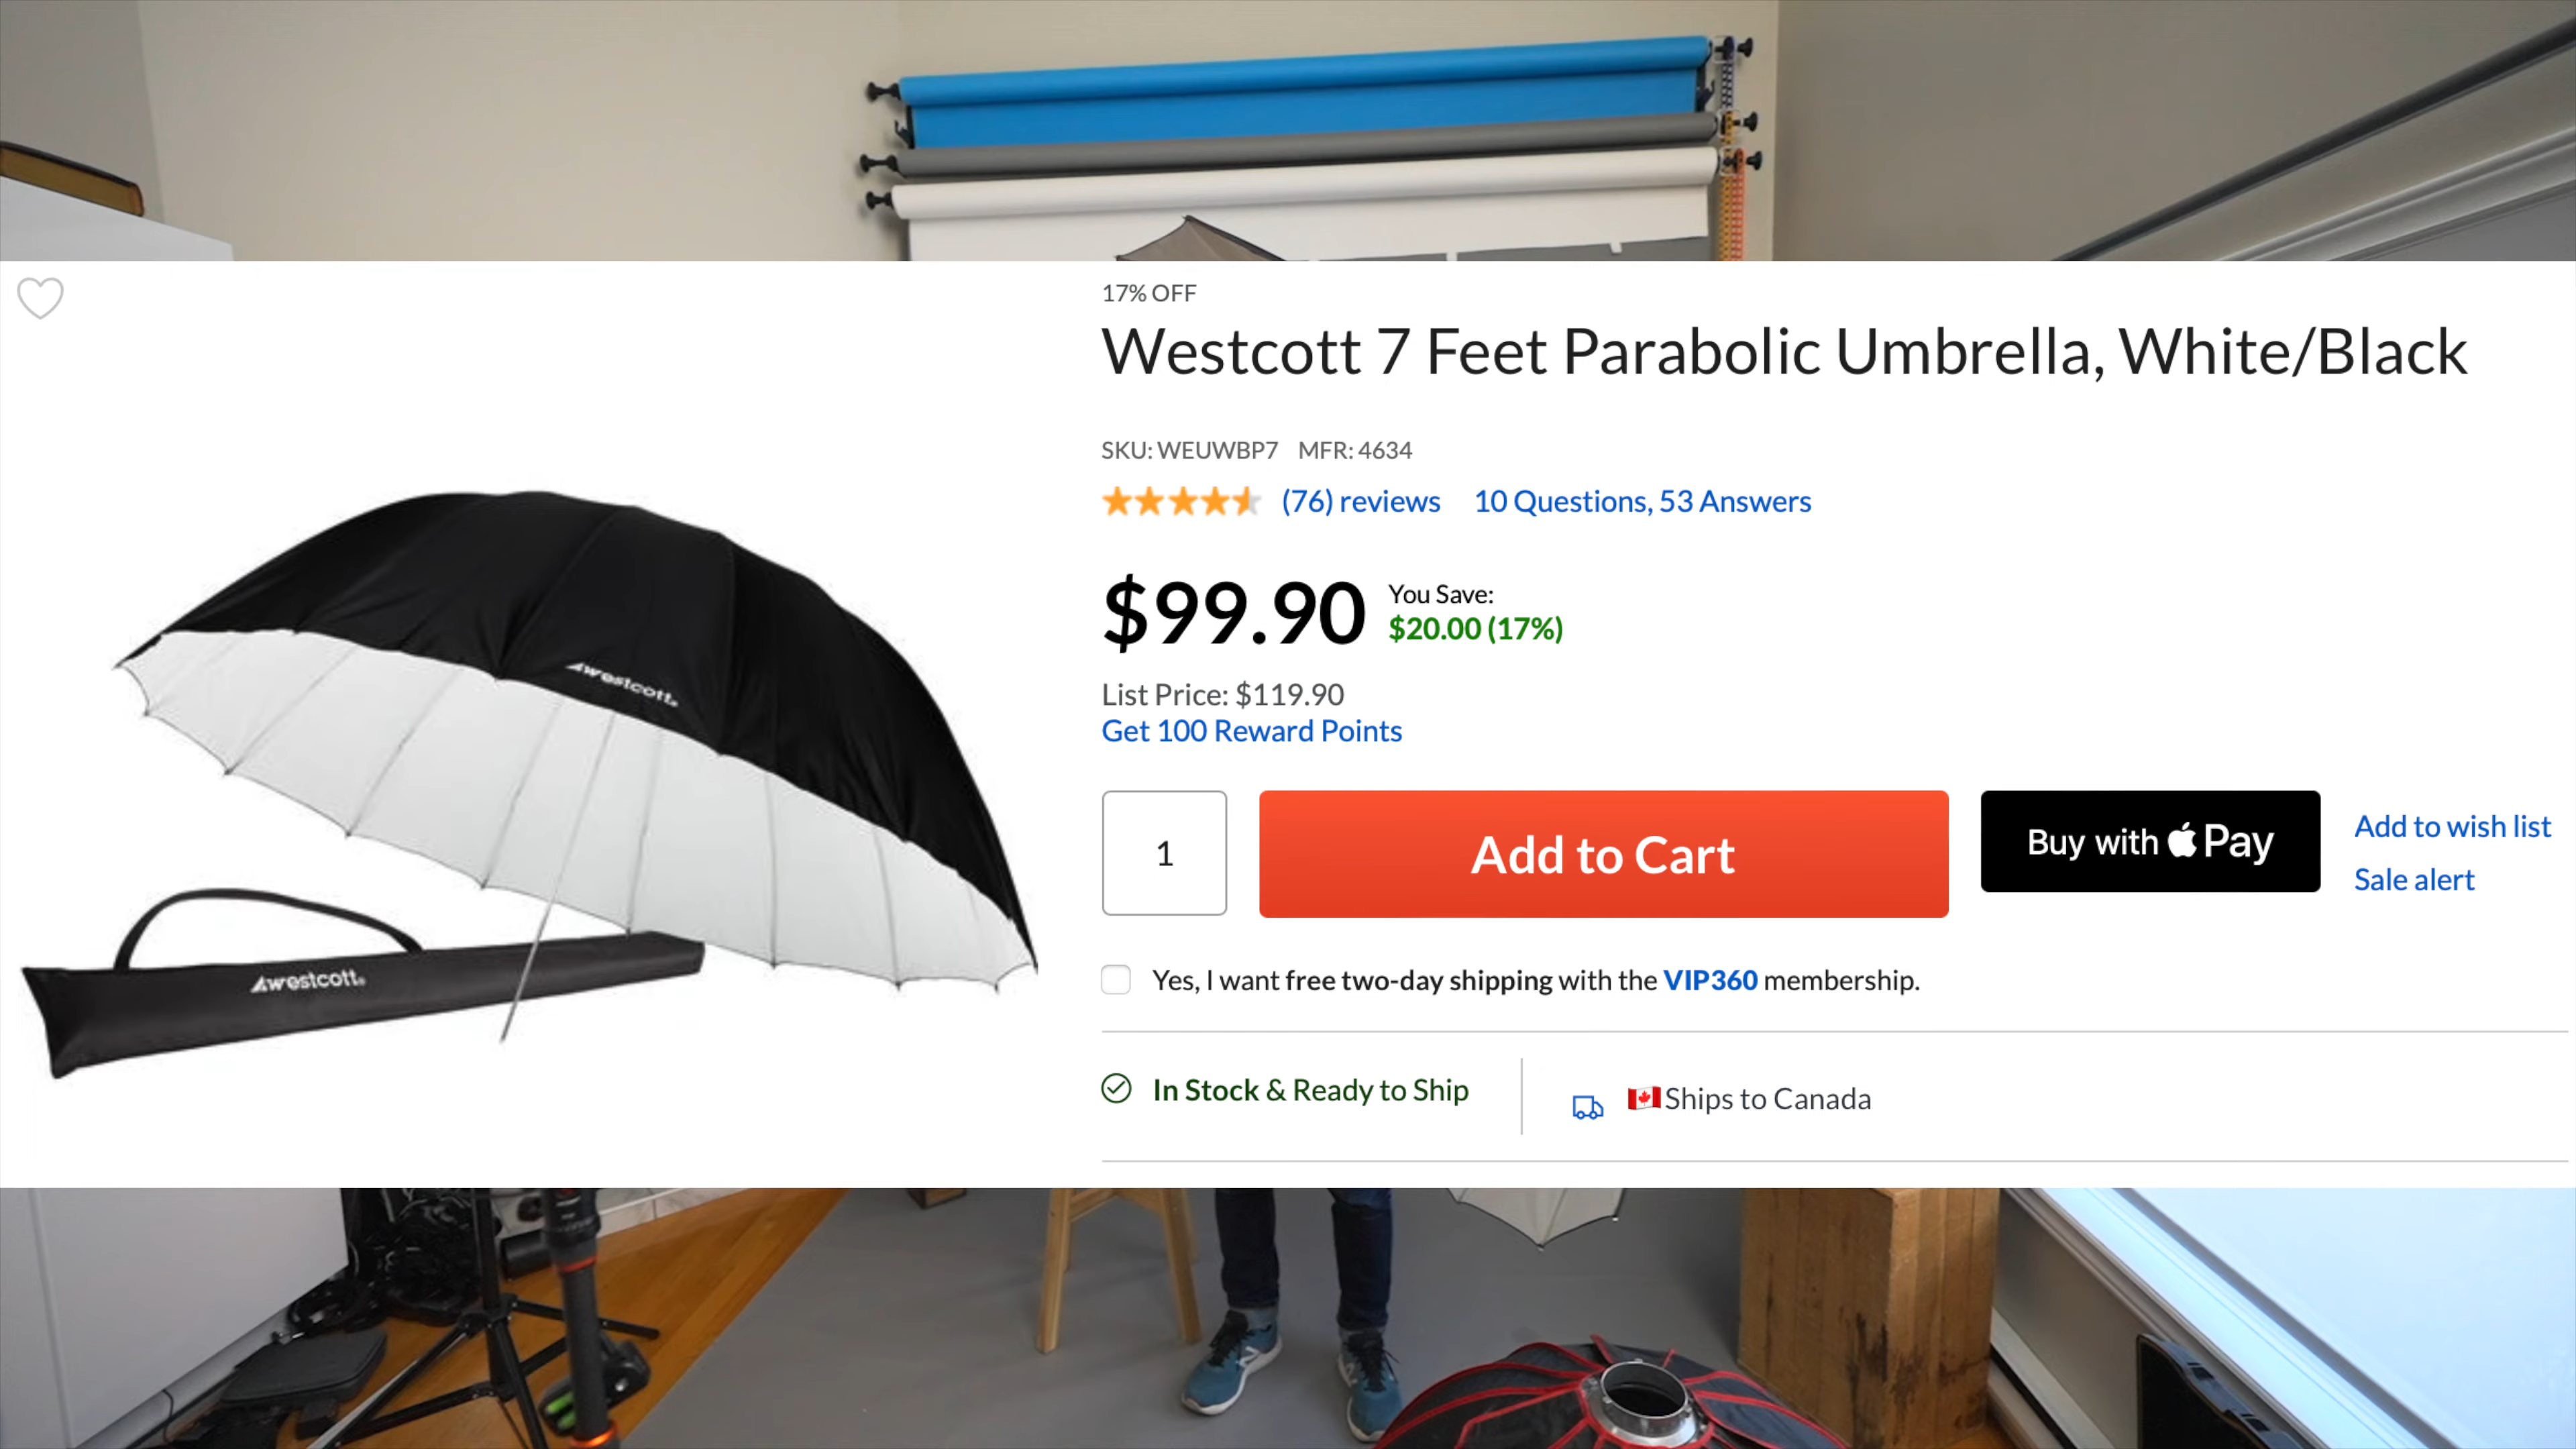 17% OFF
Westcott 7 Feet Parabolic Umbrella, White/Black
SKU: WEUWBP7 MFR: 4634
(76) reviews 10 Questions, 53 Answers
$99.90
You Save:
$20.00 (17%)
List Price: $119.90
Get 100 Reward Points
1
Add to Cart
Buy with Pay
Add to wish list
Sale alert
Yes, I want free two-day shipping with the VIP360 membership.
In Stock & Ready to Ship
Ships to Canada
westcott
westcott